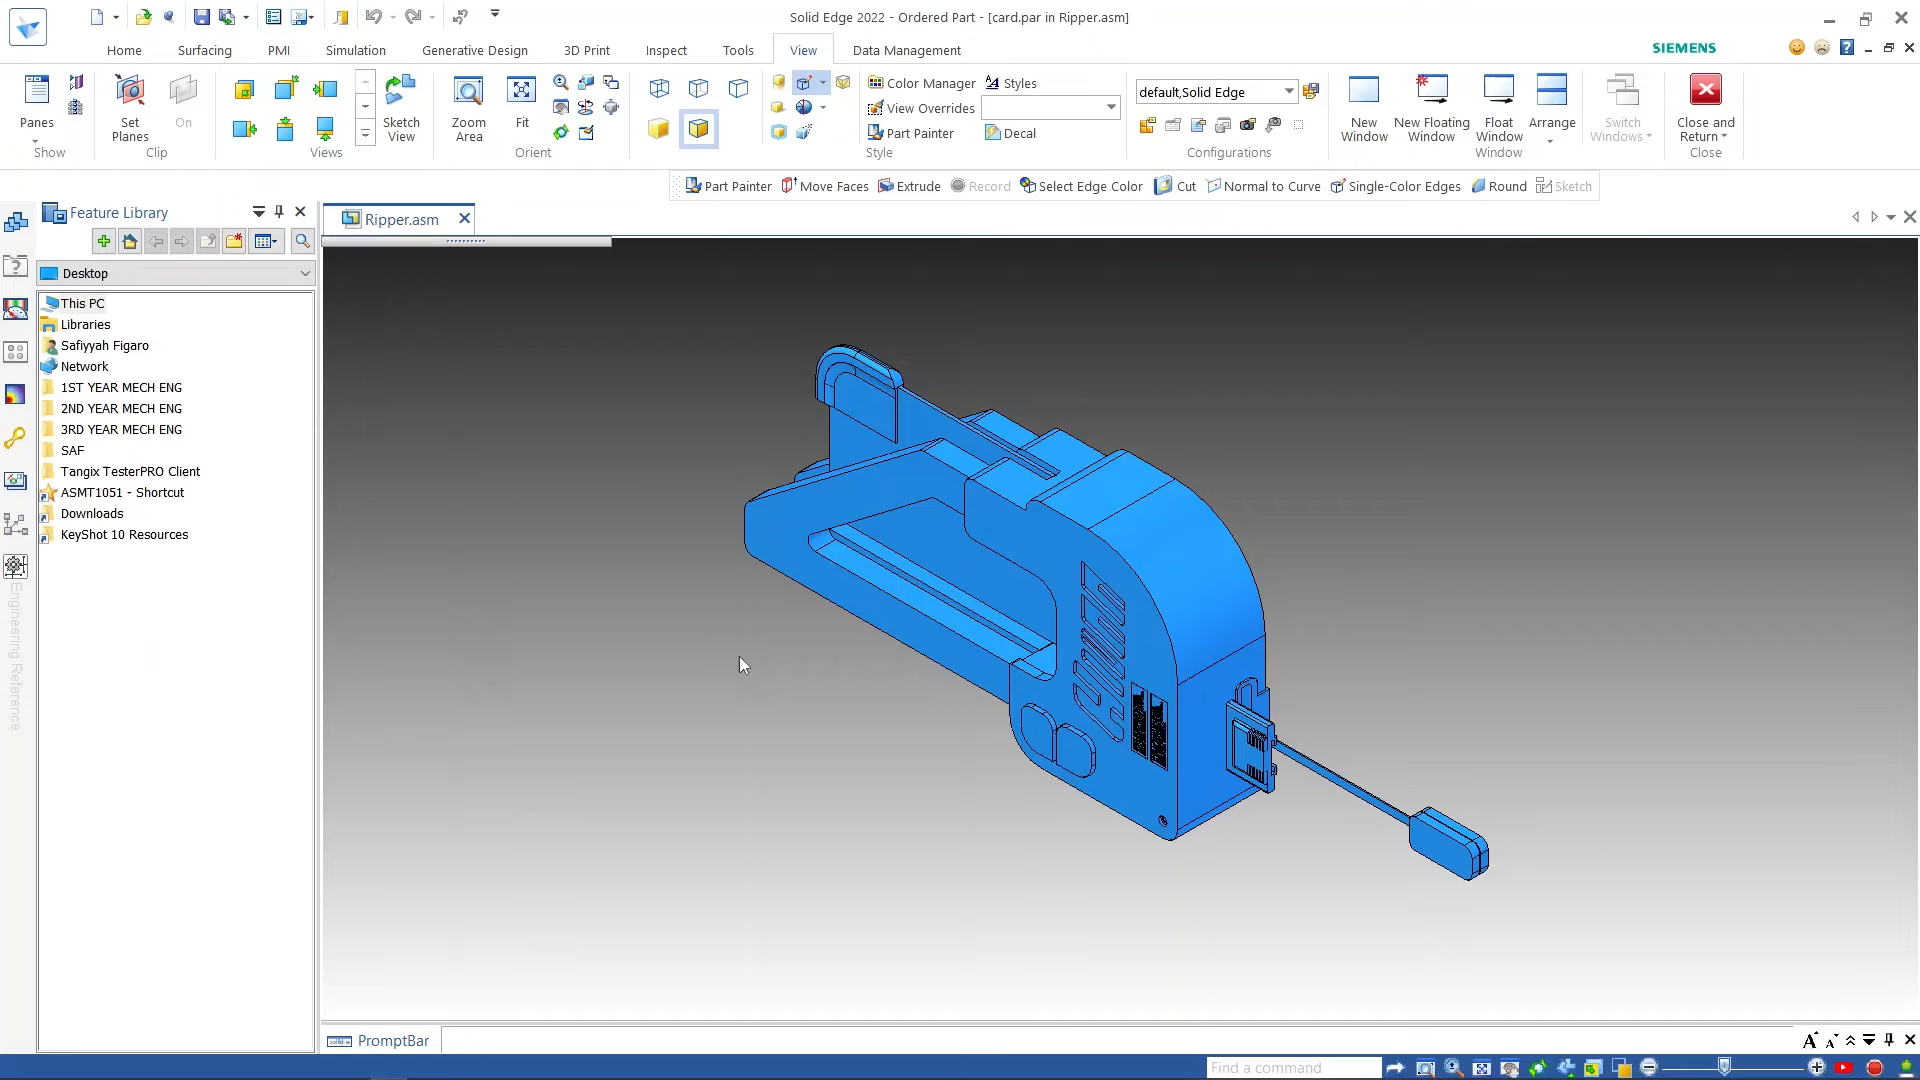 Solid Edge 2022 - Ordered Part - [card.par in Ripper.asm]
Home
Surfacing
PMI
Simulation
Generative Design
3D Print
Inspect
Tools
View
Data Management
SIEMENS
Panes
Show
Set
Planes
On
Clip
Views
Sketch
View
Zoom
Area
Fit
Orient
Color Manager
Styles
View Overrides
Part Painter
Decal
Style
default,Solid Edge
Configurations
New
Window
New Floating
Window
Float
Window
Arrange
Window
Switch
Windows
Close and
Return
Close
Part Painter
Move Faces
Extrude
Record
Select Edge Color
Cut
Normal to Curve
Single-Color Edges
Round
Sketch
Feature Library
Desktop
This PC
Libraries
Safiyyah Figaro
Network
1ST YEAR MECH ENG
2ND YEAR MECH ENG
3RD YEAR MECH ENG
SAF
Tangix TesterPRO Client
ASMT1051 - Shortcut
Downloads
KeyShot 10 Resources
Engineering Reference
Ripper.asm
PromptBar
Find a command